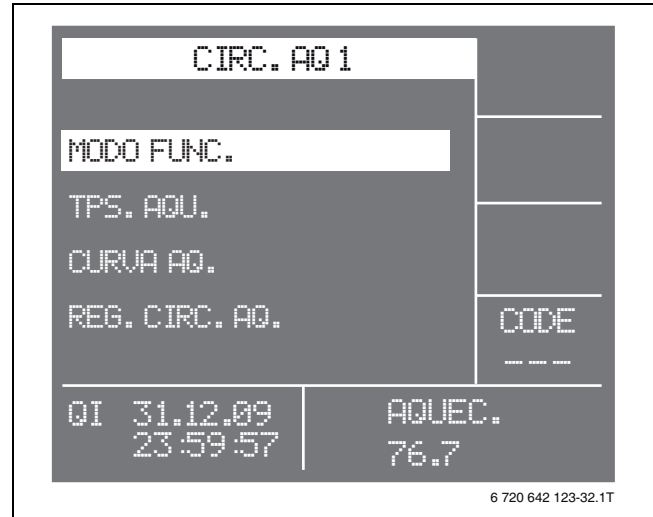 CIRC. AQ 1
MODO FUNC.
TPS. AQU.
CURVA AQ.
REG. CIRC. AQ.
CODE
---
QI 31.12.09
23:59:57
AQUEC.
76.7
6 720 642 123-32.1T